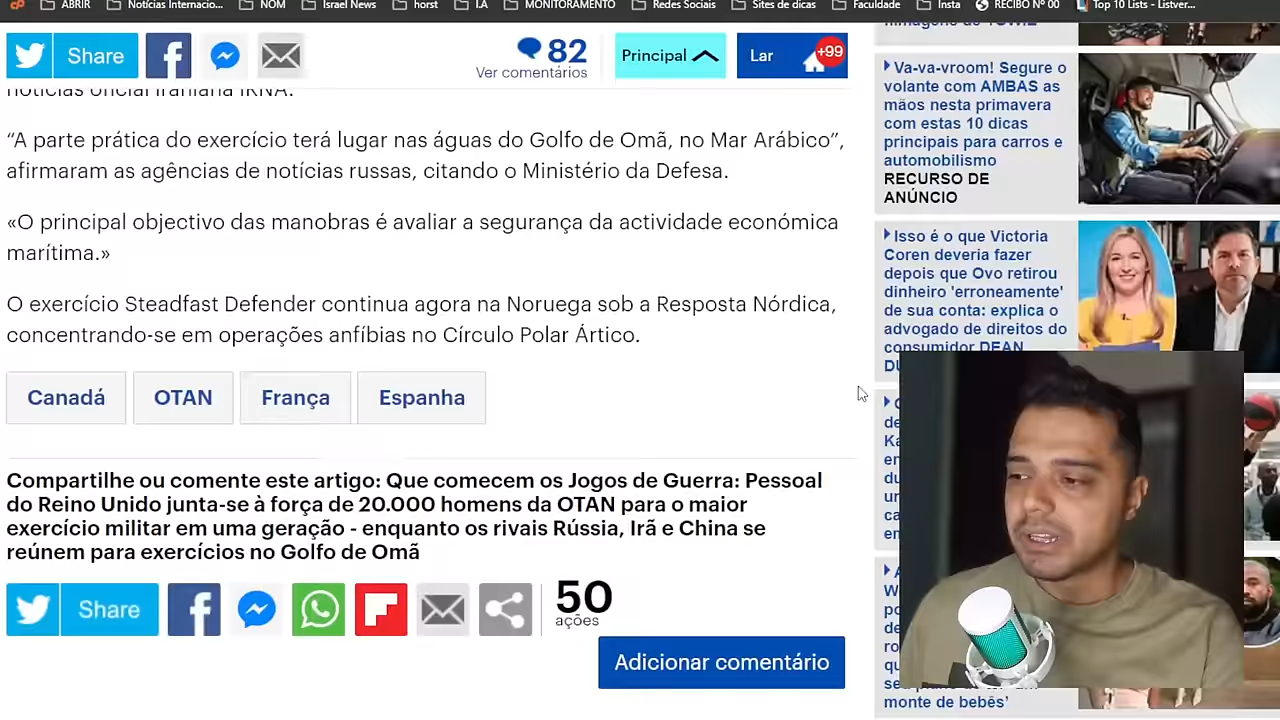 ABRIR
Notícias Internacio...
NOM
Israel News
horst
I.A
MONITORAMENTO
Redes Sociais
Sites de dicas
Faculdade
Insta
RECIBO Nº 00
Top 10 Lists - Listver...
Share
82
Ver comentários
Principal
Lar
+99
notícias oficial iraniana IRNA.
“A parte prática do exercício terá lugar nas águas do Golfo de Omã, no Mar Arábico”,
afirmaram as agências de notícias russas, citando o Ministério da Defesa.
«O principal objectivo das manobras é avaliar a segurança da actividade económica
marítima.»
O exercício Steadfast Defender continua agora na Noruega sob a Resposta Nórdica,
concentrando-se em operações anfíbias no Círculo Polar Ártico.
Canadá
OTAN
França
Espanha
Compartilhe ou comente este artigo: Que comecem os Jogos de Guerra: Pessoal
do Reino Unido junta-se à força de 20.000 homens da OTAN para o maior
exercício militar em uma geração - enquanto os rivais Rússia, Irã e China se
reúnem para exercícios no Golfo de Omã
Share
50
ações
Adicionar comentário
Va-va-vroom! Segure o
volante com AMBAS as
mãos nesta primavera
com estas 10 dicas
principais para carros e
automobilismo
RECURSO DE
ANÚNCIO
Isso é o que Victoria
Coren deveria fazer
depois que Ovo retirou
dinheiro 'erroneamente'
de sua conta: explica o
advogado de direitos do
consumidor DEAN
monte de bebês’